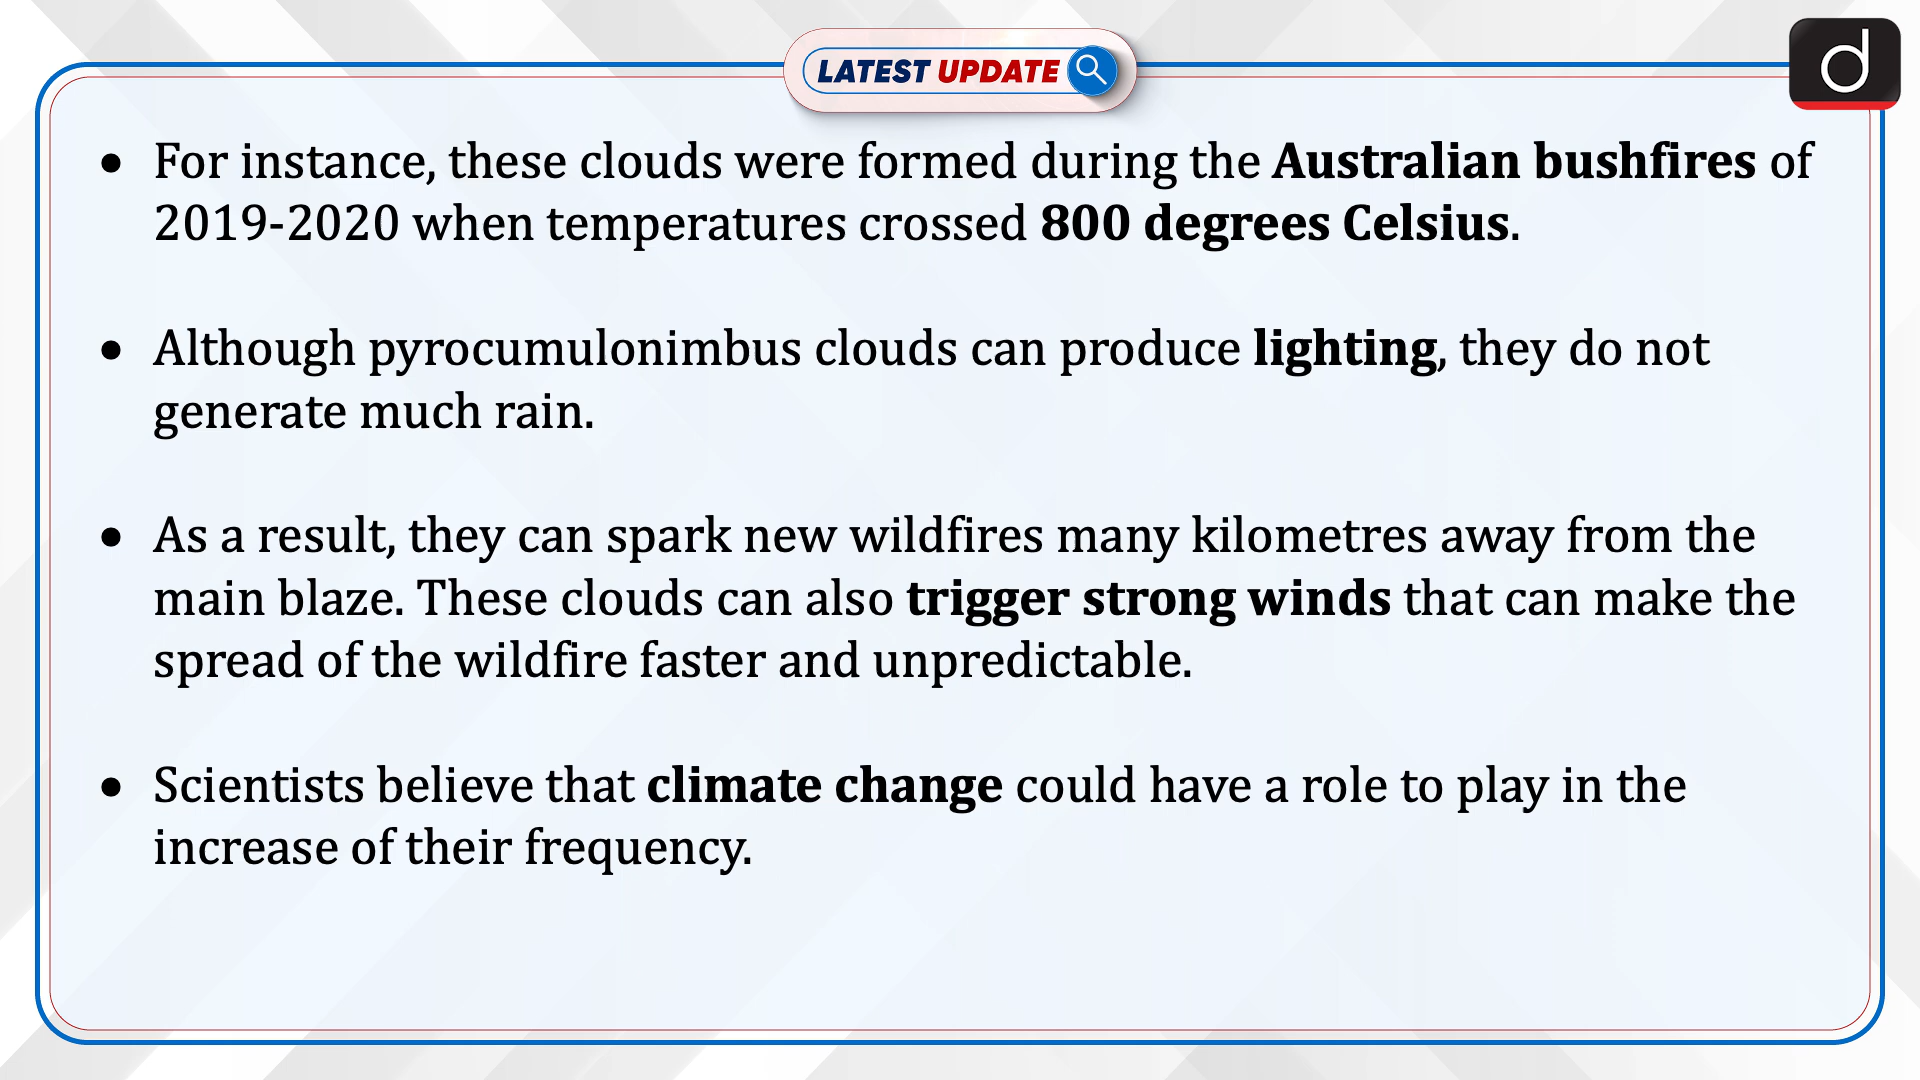 LATEST UPDATE
d
● For instance, these clouds were formed during the Australian bushfires of
2019-2020 when temperatures crossed 800 degrees Celsius.
● Although pyrocumulonimbus clouds can produce lighting, they do not
generate much rain.
● As a result, they can spark new wildfires many kilometres away from the
main blaze. These clouds can also trigger strong winds that can make the
spread of the wildfire faster and unpredictable.
● Scientists believe that climate change could have a role to play in the
increase of their frequency.